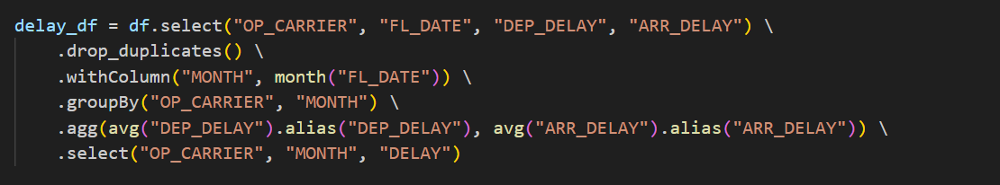 delay_df = df.select("OP_CARRIER", "FL_DATE", "DEP_DELAY", "ARR_DELAY") \
    .drop_duplicates() \
    .withColumn("MONTH", month("FL_DATE")) \
    .groupBy("OP_CARRIER", "MONTH") \
    .agg(avg("DEP_DELAY").alias("DEP_DELAY"), avg("ARR_DELAY").alias("ARR_DELAY")) \
    .select("OP_CARRIER", "MONTH", "DELAY")